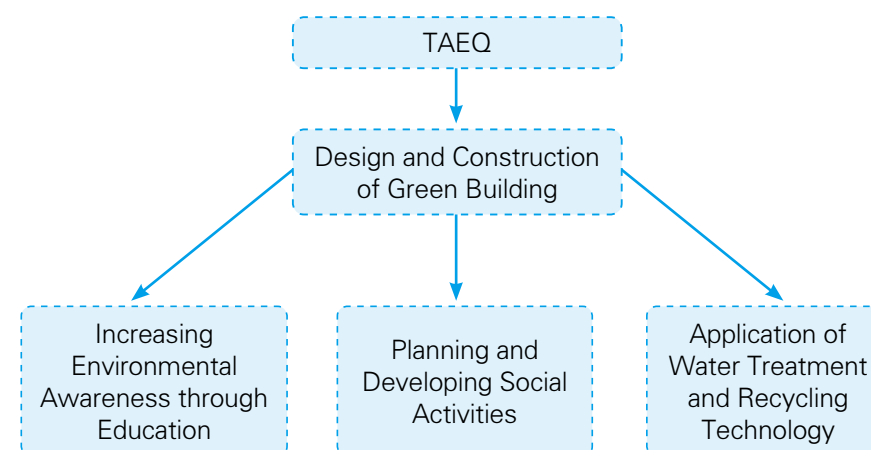 TAEQ
Design and Construction
of Green Building
Increasing
Environmental
Awareness through
Education
Planning and
Developing Social
Activities
Application of
Water Treatment
and Recycling
Technology